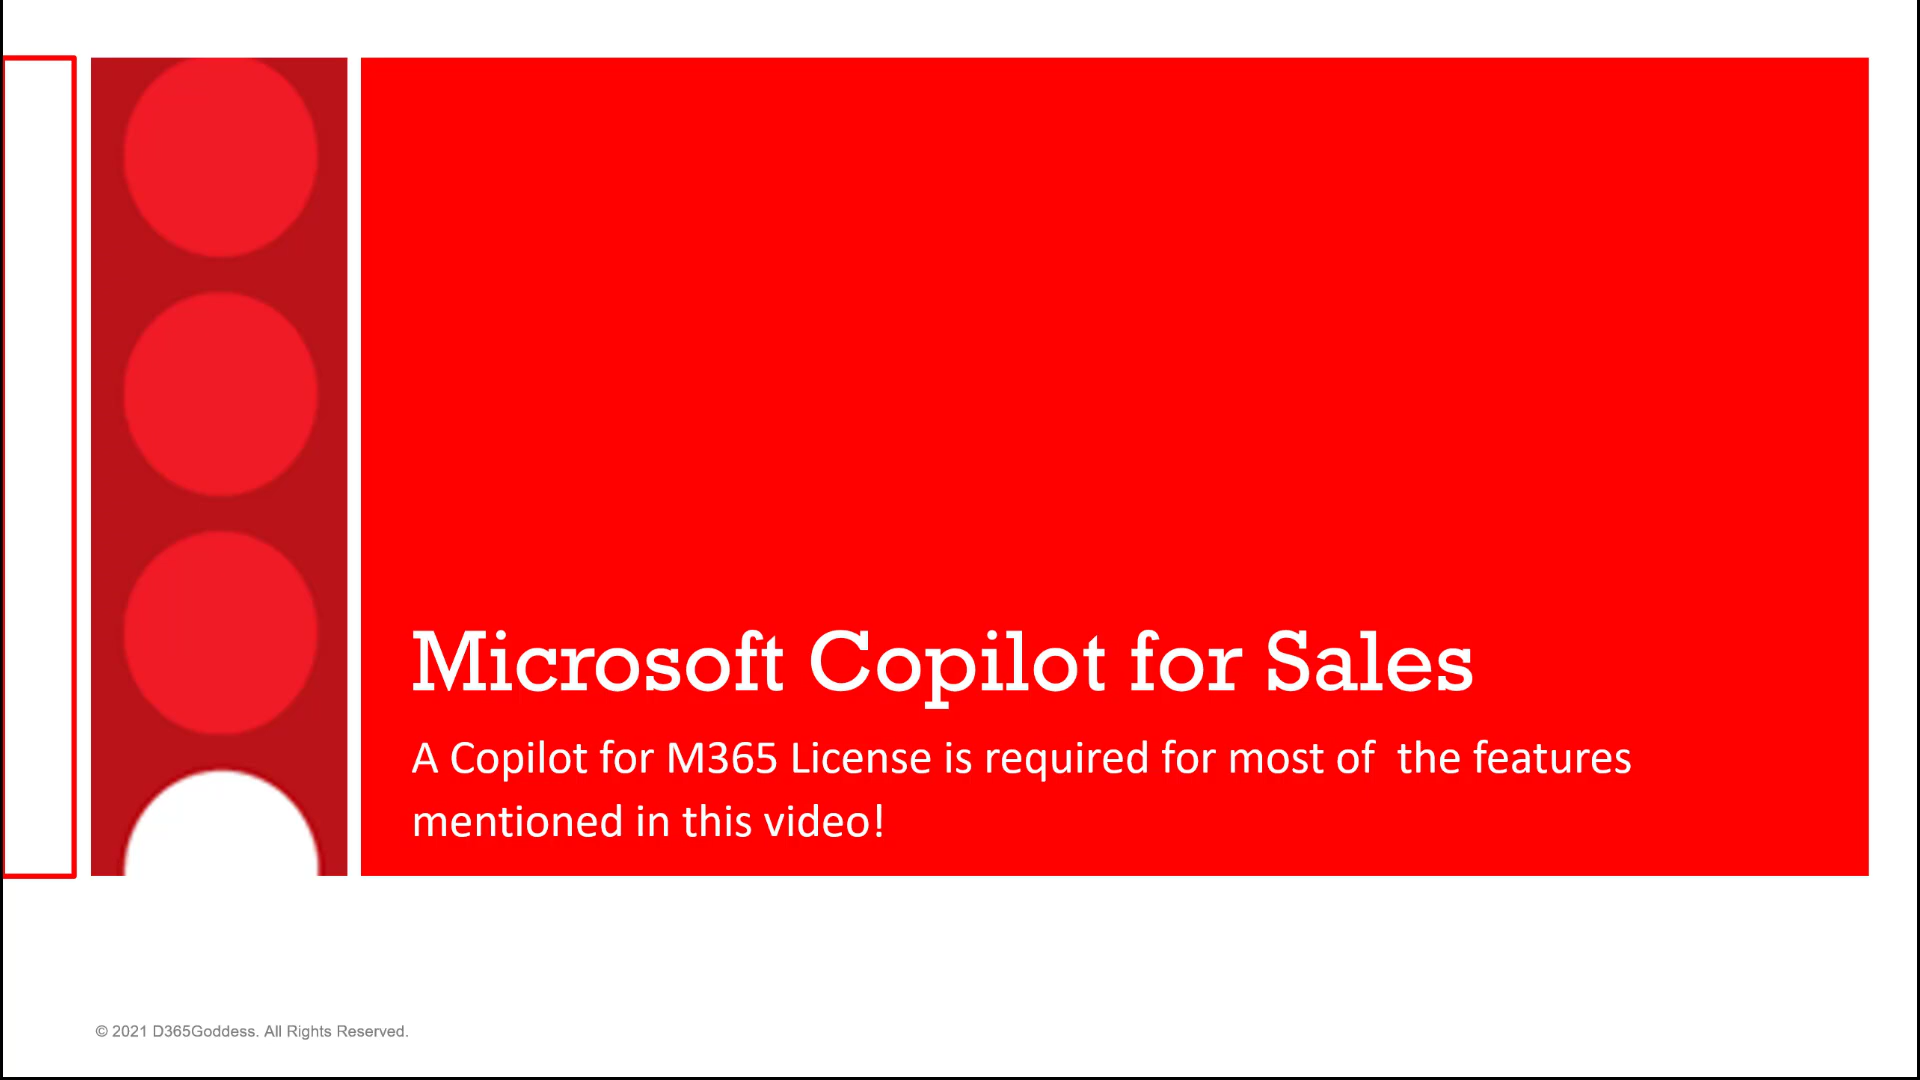 Microsoft Copilot for Sales
A Copilot for M365 License is required for most of  the features
mentioned in this video!
© 2021 D365Goddess. All Rights Reserved.